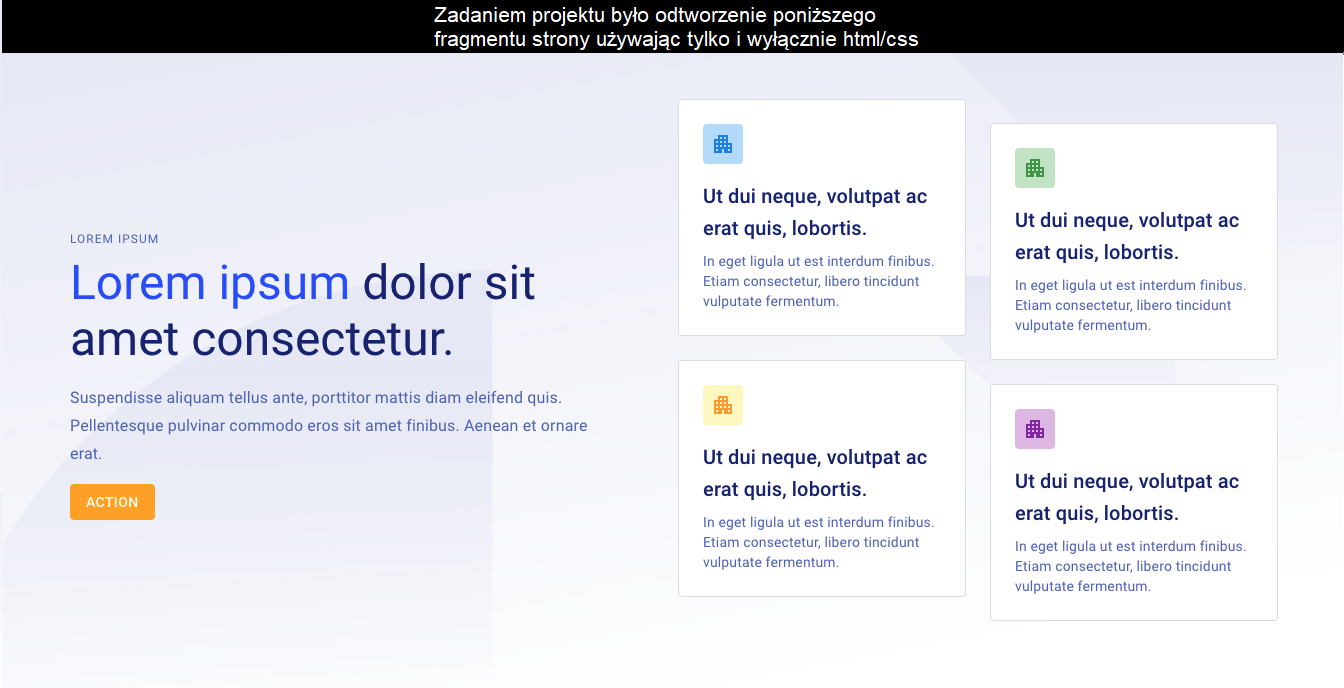 Zadaniem projektu było odtworzenie poniższego
fragmentu strony używając tylko i wyłącznie html/css
LOREM IPSUM
Lorem ipsum dolor sit
amet consectetur.
Suspendisse aliquam tellus ante, porttitor mattis diam eleifend quis.
Pellentesque pulvinar commodo eros sit amet finibus. Aenean et ornare
erat.
ACTION
Ut dui neque, volutpat ac
erat quis, lobortis.
In eget ligula ut est interdum finibus.
Etiam consectetur, libero tincidunt
vulputate fermentum.
Ut dui neque, volutpat ac
erat quis, lobortis.
In eget ligula ut est interdum finibus.
Etiam consectetur, libero tincidunt
vulputate fermentum.
Ut dui neque, volutpat ac
erat quis, lobortis.
In eget ligula ut est interdum finibus.
Etiam consectetur, libero tincidunt
vulputate fermentum.
Ut dui neque, volutpat ac
erat quis, lobortis.
In eget ligula ut est interdum finibus.
Etiam consectetur, libero tincidunt
vulputate fermentum.